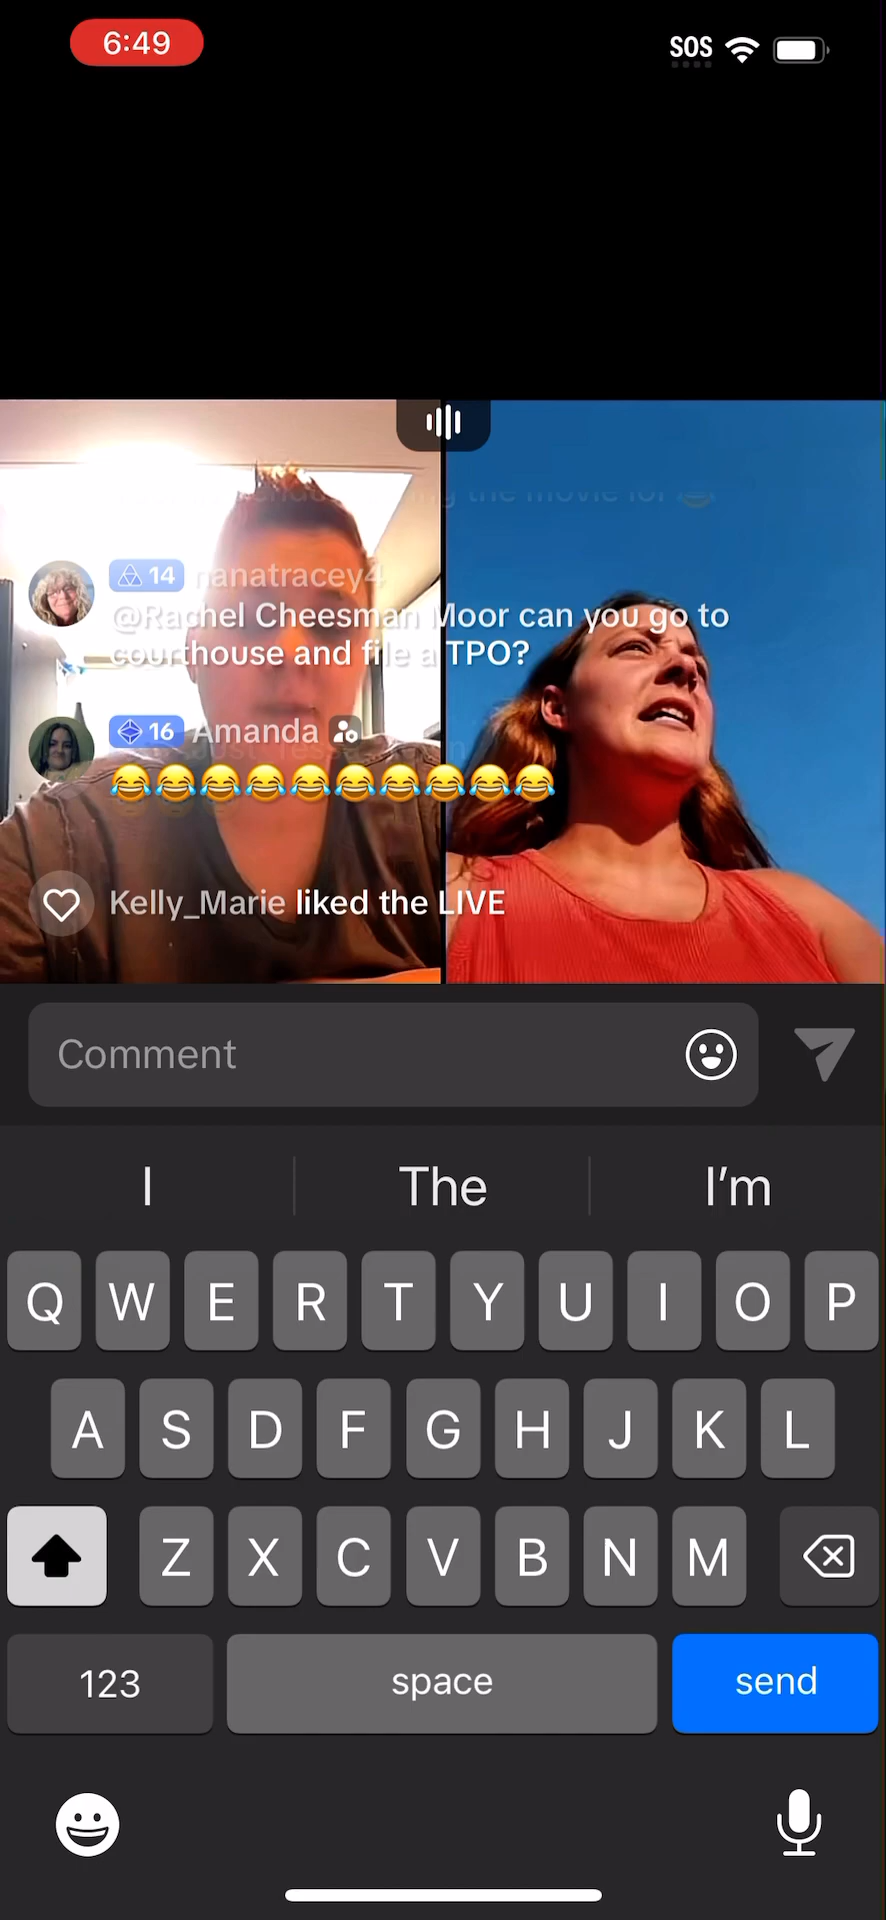 6:49
SOS
14 nanatracey4
@Rachel Cheesman Moor can you go to
courthouse and file a TPO?
16 Amanda
😂😂😂😂😂😂😂😂😂😂
Kelly_Marie liked the LIVE
Comment
I The I'm
Q W E R T Y U I O P
A S D F G H J K L
Z X C V B N M
123 space send